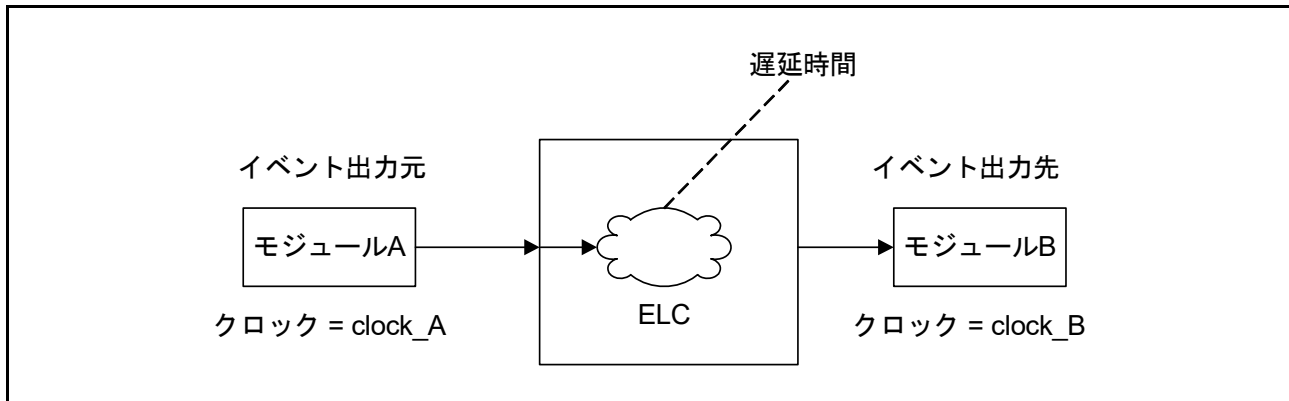 遅延時間
イベント出力元
イベント出力先
モジュールA
モジュールB
ELC
クロック = clock_A
クロック = clock_B